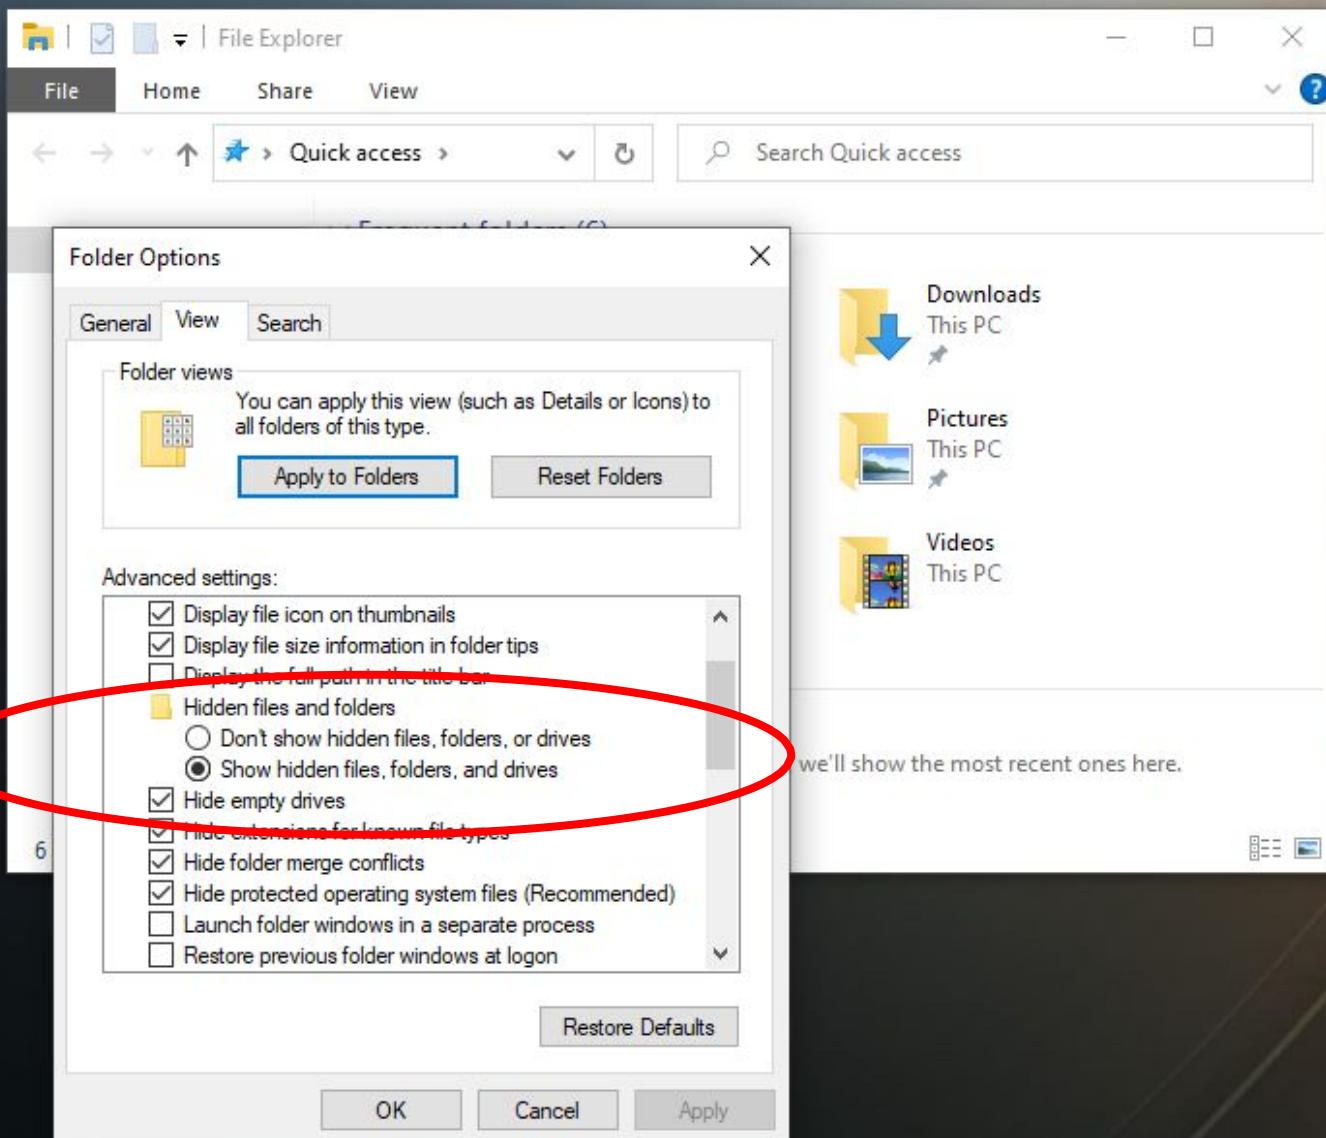 File Explorer
File Home Share View
?
Quick access
Search Quick access
Frequent folders (6)
Folder Options
General View Search
Folder views
You can apply this view (such as Details or Icons) to
all folders of this type.
Apply to Folders Reset Folders
Advanced settings:
Display file icon on thumbnails
Display file size information in folder tips
Display the full path in the title bar
Hidden files and folders
Don't show hidden files, folders, or drives
Show hidden files, folders, and drives
Hide empty drives
Hide extensions for known file types
Hide folder merge conflicts
Hide protected operating system files (Recommended)
Launch folder windows in a separate process
Restore previous folder windows at logon
Restore Defaults
OK Cancel Apply
Downloads
This PC
Pictures
This PC
Videos
This PC
we'll show the most recent ones here.
6